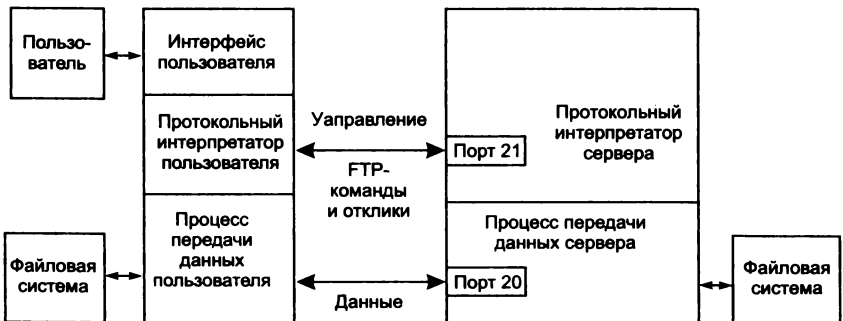 Пользо-
ватель
Интерфейс
пользователя
Протокольный
интерпретатор
пользователя
Уаправление
FTP-
команды
и отклики
Порт 21
Протокольный
интерпретатор
сервера
Файловая
система
Процесс
передачи
данных
пользователя
Данные
Процесс передачи
данных сервера
Порт 20
Файловая
система